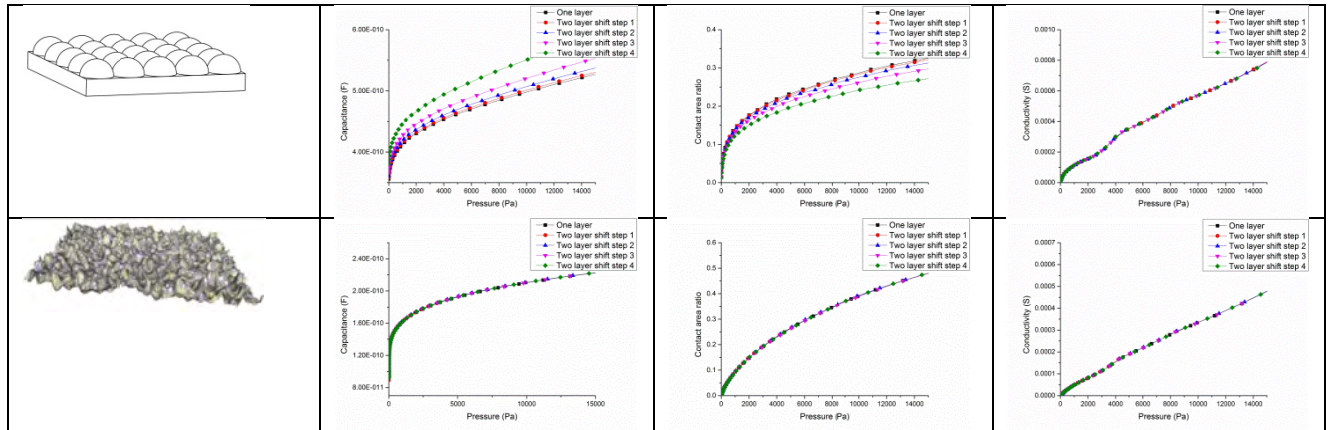 One layer
Two layer shift step 1
Two layer shift step 2
Two layer shift step 3
Two layer shift step 4
6.00E-010
5.00E-010
4.00E-010
Capacitance (F)
0 2000 4000 6000 8000 10000 12000 14000
Pressure (Pa)
One layer
Two layer shift step 1
Two layer shift step 2
Two layer shift step 3
Two layer shift step 4
0.4
0.3
0.2
0.1
0.0
Contact area ratio
0 2000 4000 6000 8000 10000 12000 14000
Pressure (Pa)
One layer
Two layer shift step 1
Two layer shift step 2
Two layer shift step 3
Two layer shift step 4
0.0010
0.0008
0.0006
0.0004
0.0002
0.0000
Conductivity (S)
0 2000 4000 6000 8000 10000 12000 14000
Pressure (Pa)
One layer
Two layer shift step 1
Two layer shift step 2
Two layer shift step 3
Two layer shift step 4
2.40E-010
2.00E-010
1.60E-010
1.20E-010
8.00E-011
Capacitance (F)
0 5000 10000 15000
Pressure (Pa)
One layer
Two layer shift step 1
Two layer shift step 2
Two layer shift step 3
Two layer shift step 4
0.6
0.5
0.4
0.3
0.2
0.1
0.0
Contact area ratio
0 2000 4000 6000 8000 10000 12000 14000
Pressure (Pa)
One layer
Two layer shift step 1
Two layer shift step 2
Two layer shift step 3
Two layer shift step 4
0.0007
0.0006
0.0005
0.0004
0.0003
0.0002
0.0001
0.0000
Conductivity (S)
0 2000 4000 6000 8000 10000 12000 14000
Pressure (Pa)